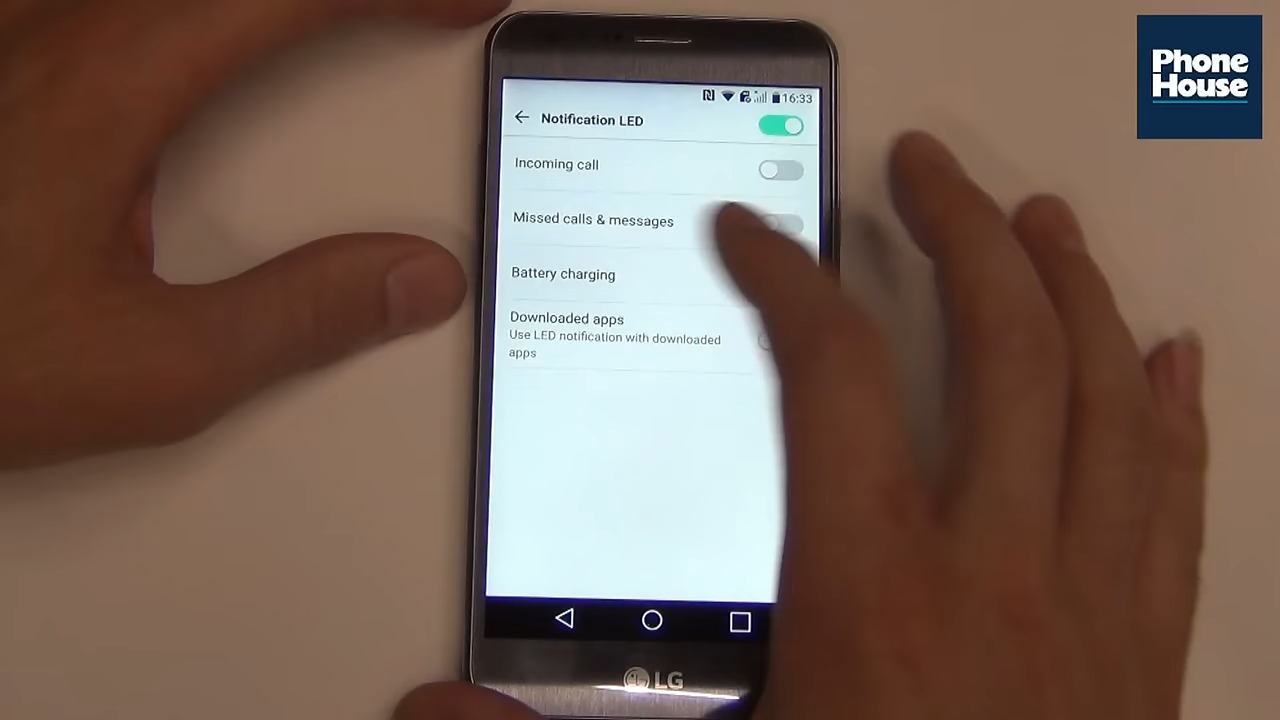 Phone
House
16:33
Notification LED
Incoming call
Missed calls & messages
Battery charging
Downloaded apps
Use LED notification with downloaded
apps
LG